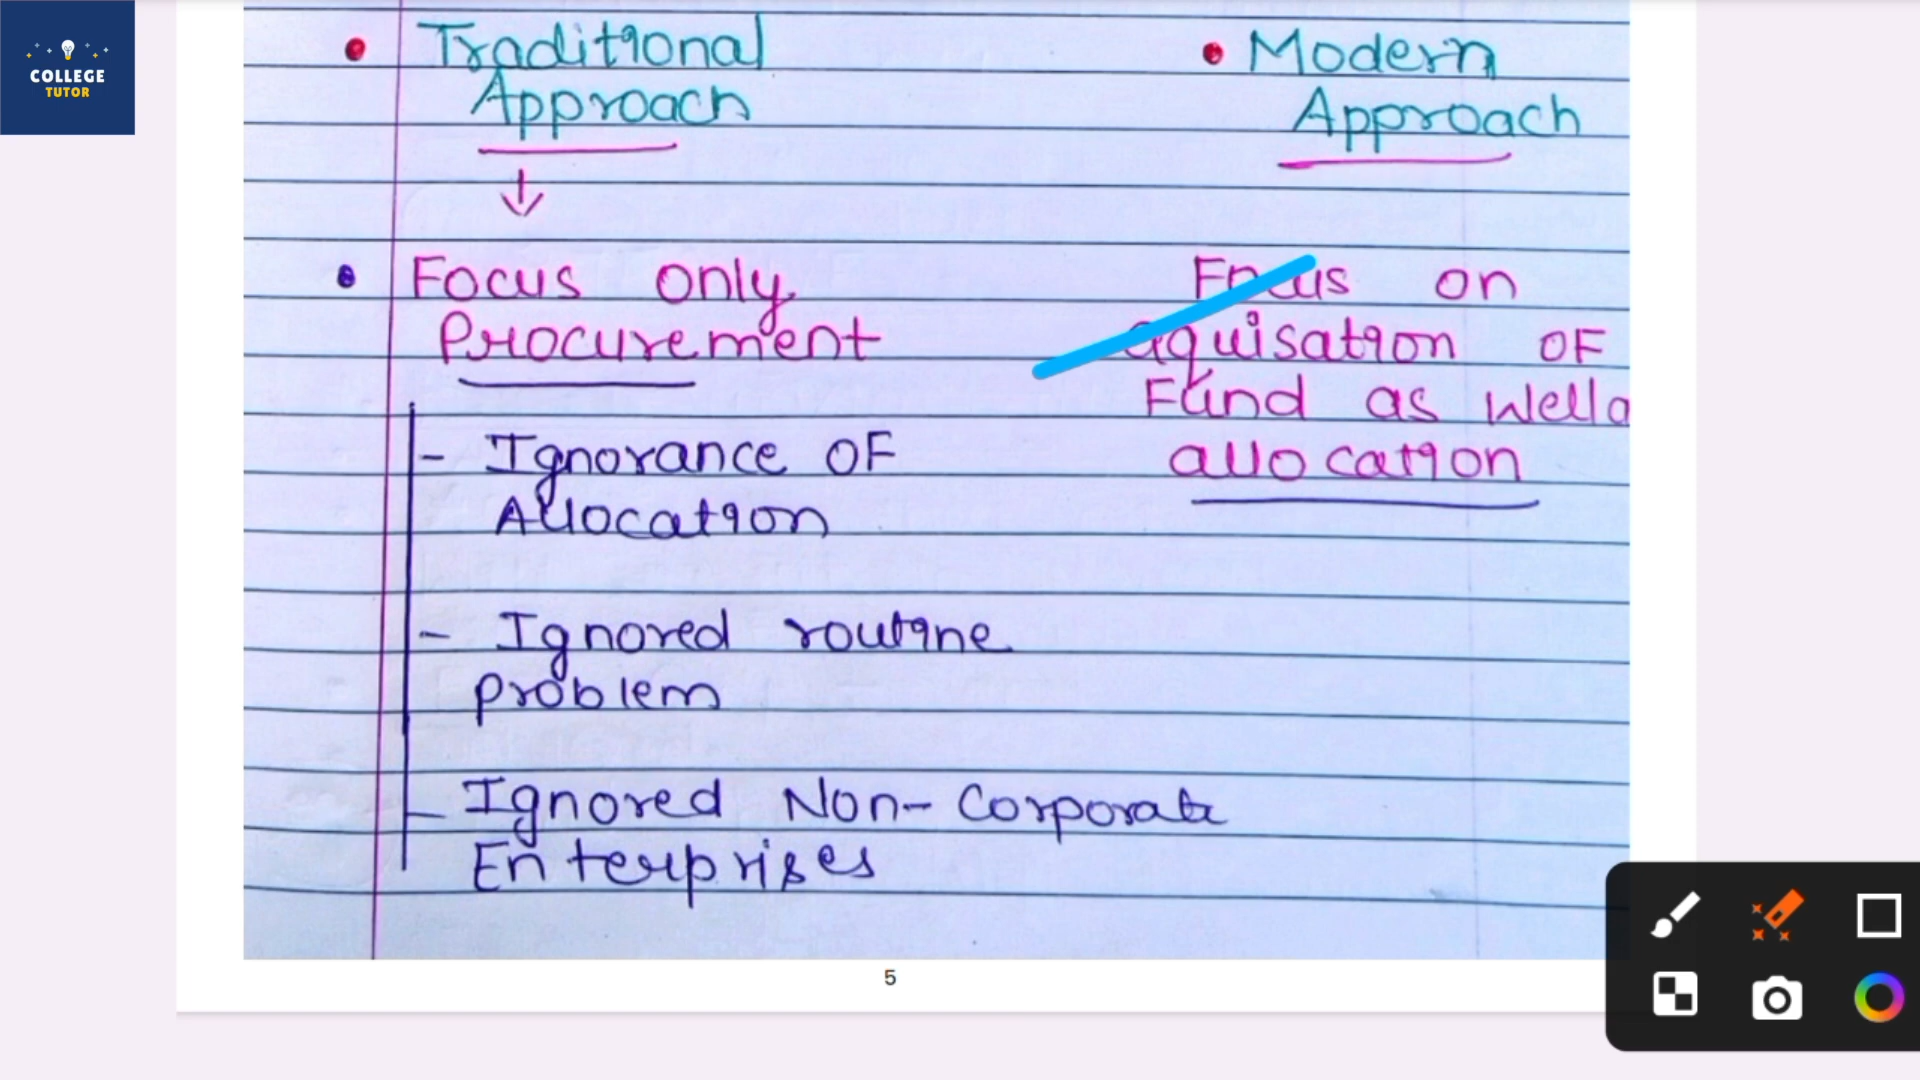 COLLEGE
TUTOR
• Traditional
Approach
• Focus only
Procurement
- Ignorance OF
Allocation
- Ignored routine
problem
- Ignored Non-Corporate
Enterprises
• Modern
Approach
Focus on
aquisation OF
Fund as well a
allocation
5